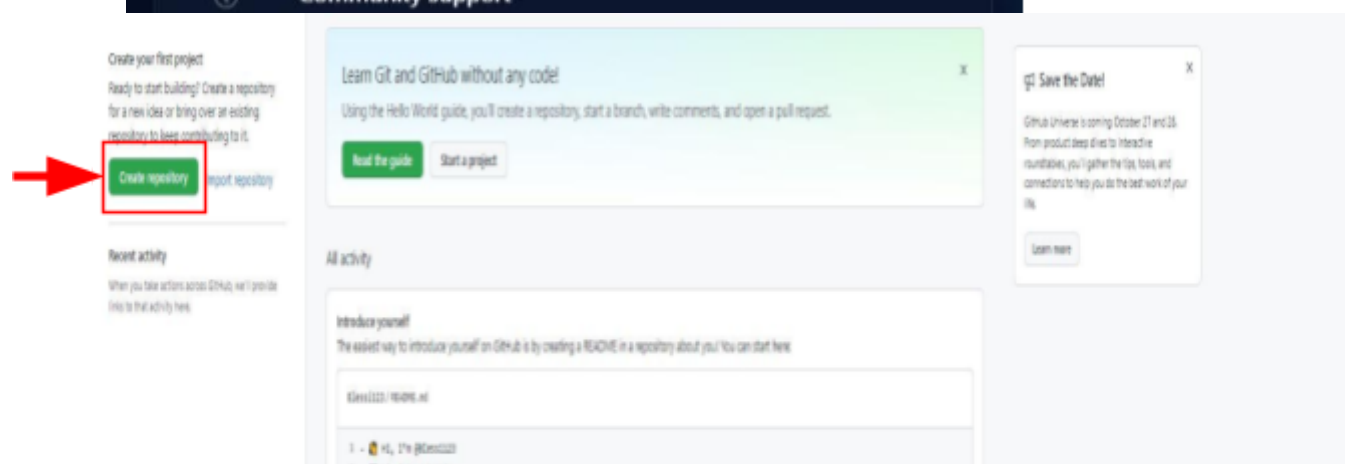 Community support
Create your first project
Ready to start building? Create a repository
for a new idea or bring over an existing
repository to keep contributing to it.
Create repository
Import repository
Recent activity
When you take actions across GitHub, we'll provide
links to that activity here.
Learn Git and GitHub without any code!
X
Using the Hello World guide, you'll create a repository, start a branch, write comments, and open a pull request.
Read the guide
Start a project
All activity
Introduce yourself
The easiest way to introduce yourself on GitHub is by creating a README in a repository about you! You can start here:
/ README.md
1 - 👋 Hi, I'm
Save the Date!
X
GitHub Universe is coming October 27 and 28.
From product deep dives to interactive
roundtables, you'll gather the tips, tools, and
connections to help you do the best work of your
life.
Learn more